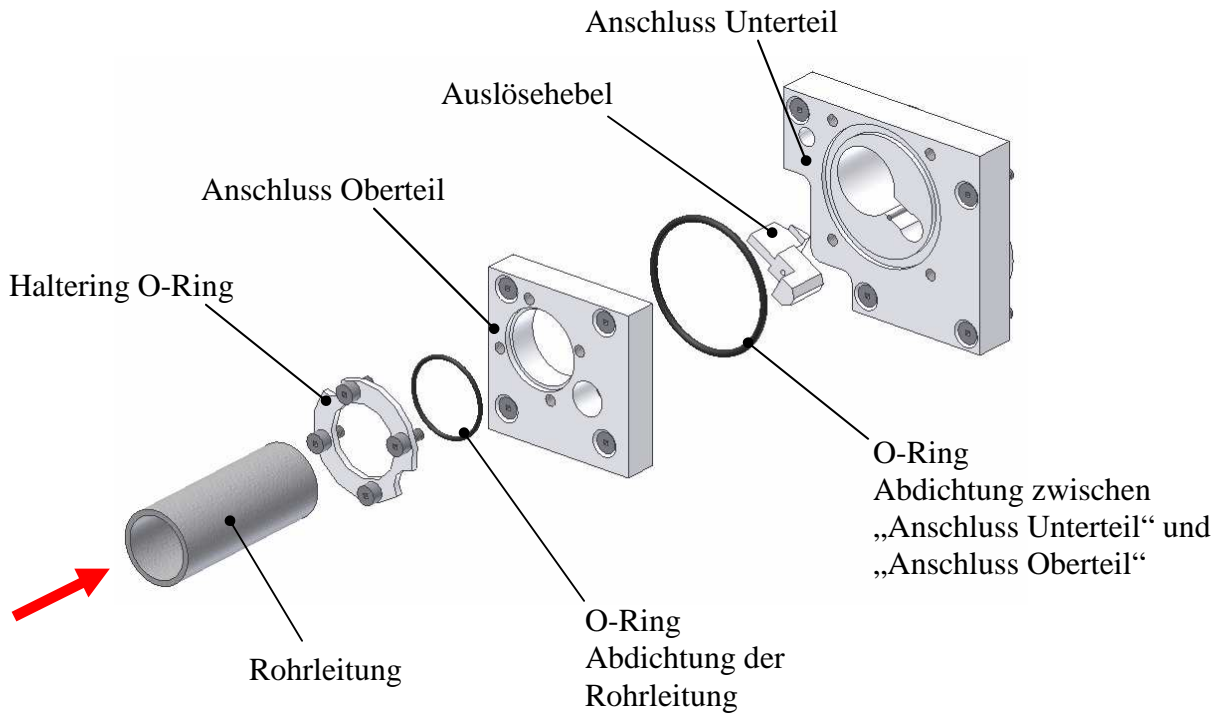 Anschluss Unterteil
Auslösehebel
Anschluss Oberteil
Haltering O-Ring
O-Ring
Abdichtung zwischen
„Anschluss Unterteil“ und
„Anschluss Oberteil“
O-Ring
Abdichtung der
Rohrleitung
Rohrleitung